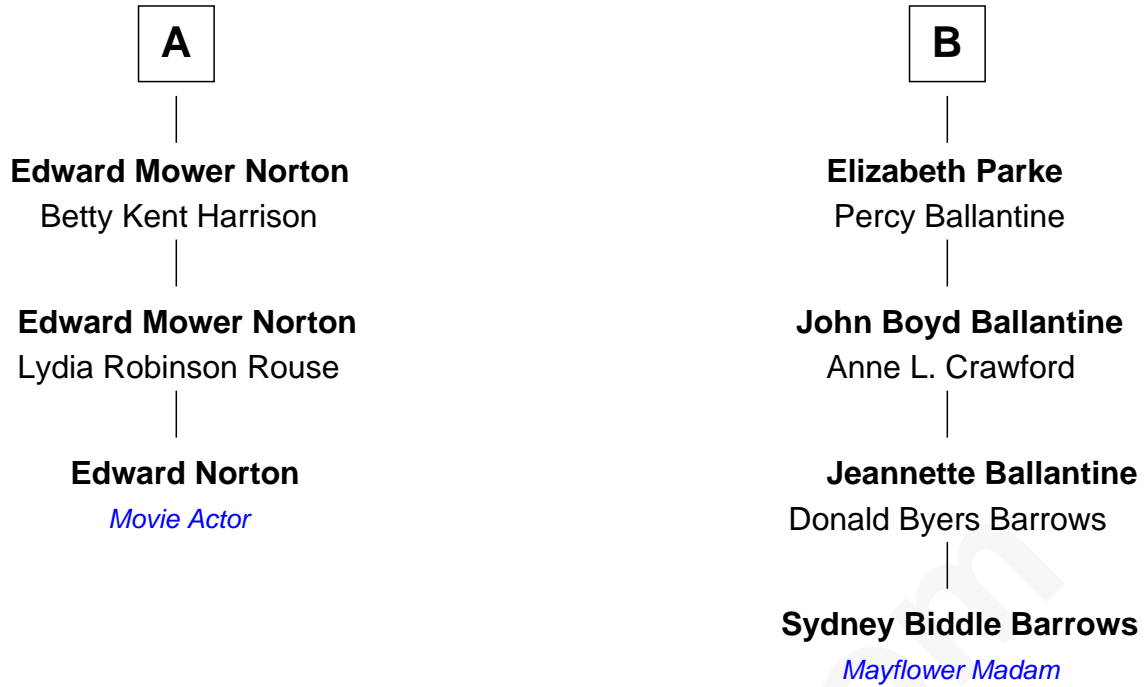 A
Edward Mower Norton
Betty Kent Harrison
Edward Mower Norton
Lydia Robinson Rouse
Edward Norton
Movie Actor
B
Elizabeth Parke
Percy Ballantine
John Boyd Ballantine
Anne L. Crawford
Jeannette Ballantine
Donald Byers Barrows
Sydney Biddle Barrows
Mayflower Madam